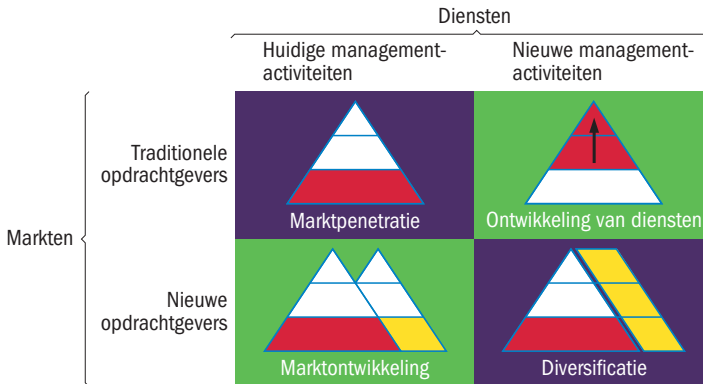 Diensten
Huidige management-
activiteiten
Nieuwe management-
activiteiten
Markten
Traditionele
opdrachtgevers
Marktpenetratie
Ontwikkeling van diensten
Nieuwe
opdrachtgevers
Marktontwikkeling
Diversificatie